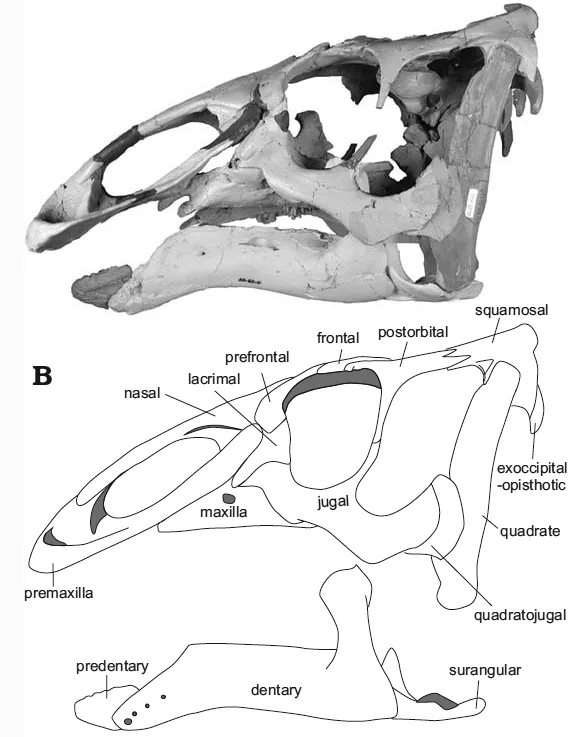 squamosal
postorbital
frontal
prefrontal
B
lacrimal
nasal
exoccipital
-opisthotic
jugal
maxilla
quadrate
premaxilla
quadratojugal
predentary
surangular
dentary